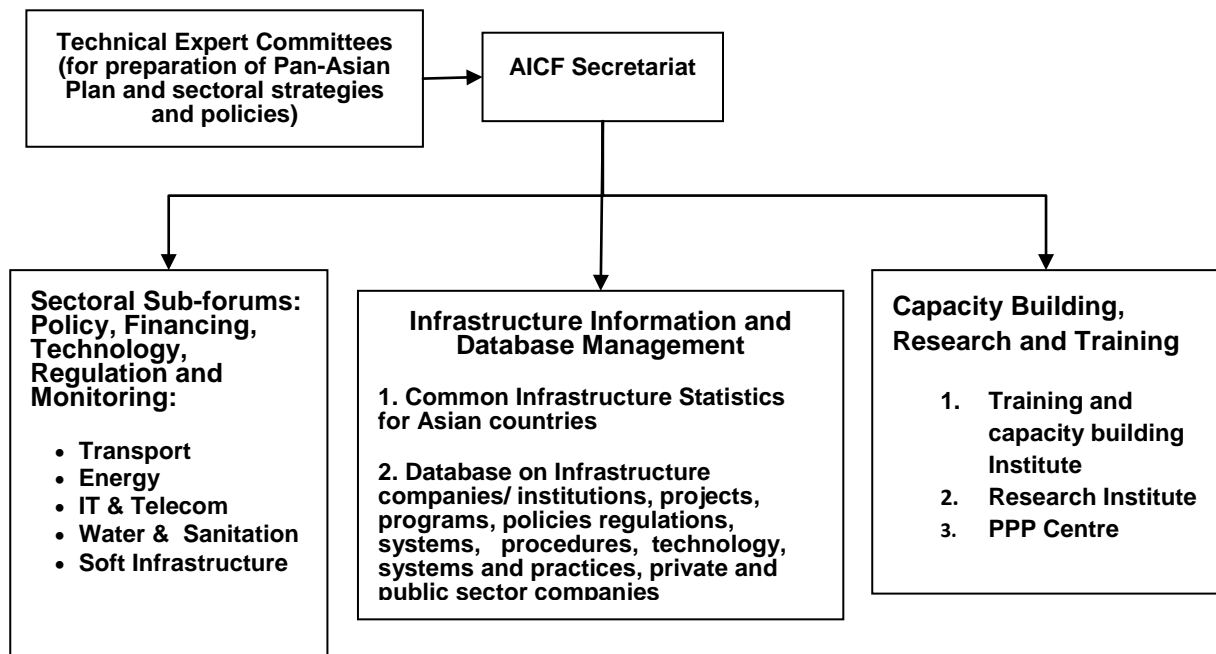 Technical Expert Committees
(for preparation of Pan-Asian
Plan and sectoral strategies
and policies)
AICF Secretariat
Sectoral Sub-forums:
Policy, Financing,
Technology,
Regulation and
Monitoring:
• Transport
• Energy
• IT & Telecom
• Water & Sanitation
• Soft Infrastructure
Infrastructure Information and
Database Management
1. Common Infrastructure Statistics
for Asian countries
2. Database on Infrastructure
companies/ institutions, projects,
programs, policies regulations,
systems, procedures, technology,
systems and practices, private and
public sector companies
Capacity Building,
Research and Training
1. Training and
capacity building
Institute
2. Research Institute
3. PPP Centre